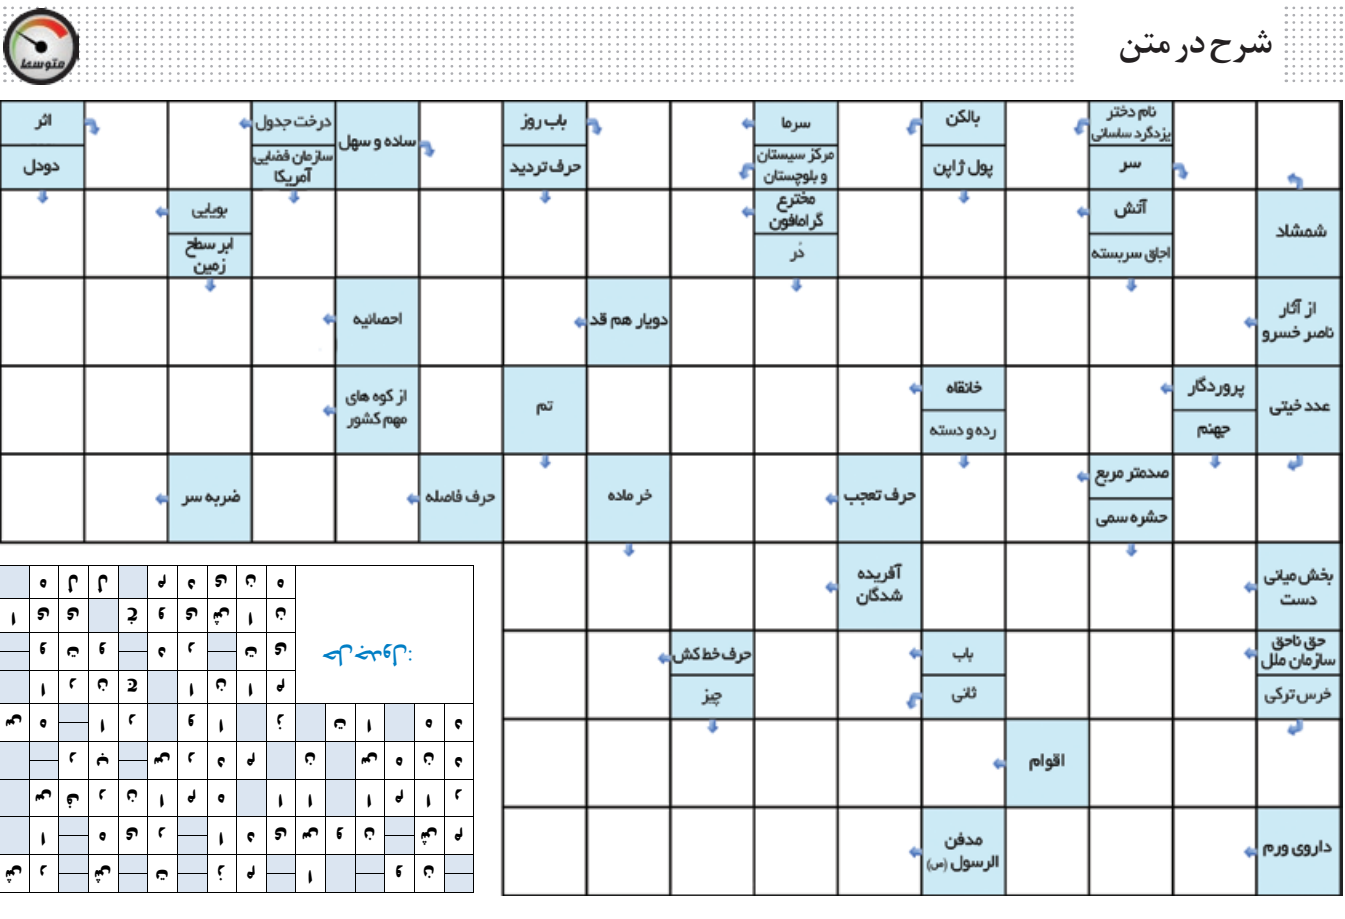 شرح در متن
متوسط
نام دختر
یزدگرد ساسانی
سر
بالکن
پول ژاپن
سرما
مرکز سیستان
و بلوچستان
باب روز
حرف تردید
ساده و سهل
درخت جدول
سازمان فضایی
آمریکا
اثر
دودل
شمشاد
آتش
اجاق سربسته
مخترع
گرامافون
دُر
بویایی
ابر سطح
زمین
از آثار
ناصر خسرو
دویار هم قد
احصائیه
عدد خیتی
پروردگار
جهنم
خانقاه
رده و دسته
تم
از کوه های
مهم کشور
صدمتر مربع
حشره سمی
حرف تعجب
خر ماده
حرف فاصله
ضربه سر
بخش میانی
دست
آفریده
شدگان
حق ناحق
سازمان ملل
خرس ترکی
باب
ثانی
حرف خط کش
چیز
اقوام
داروی ورم
مدفن
الرسول (س)
حل جدول: